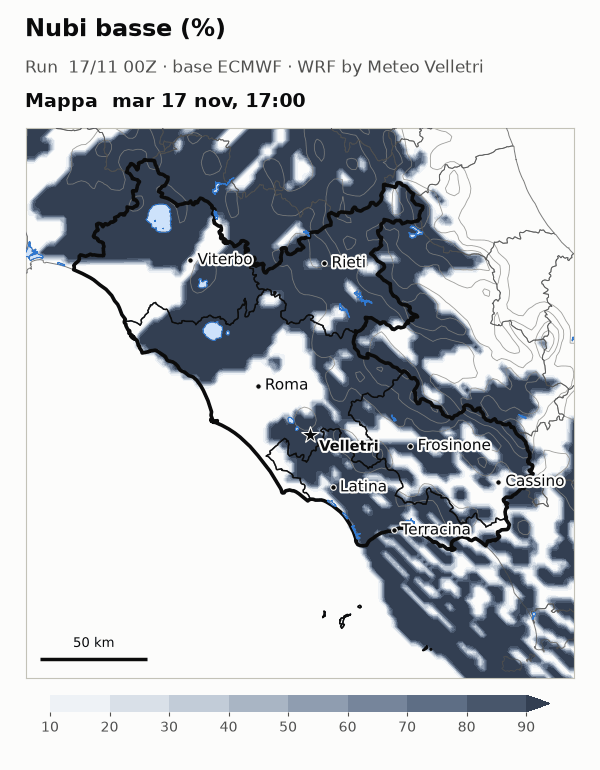 Nubi basse (%)
Run 17/11 00Z · base ECMWF · WRF by Meteo Velletri
Mappa mar 17 nov, 17:00
Viterbo
Rieti
Roma
Velletri
Frosinone
Cassino
Latina
Terracina
50 km
10 20 30 40 50 60 70 80 90